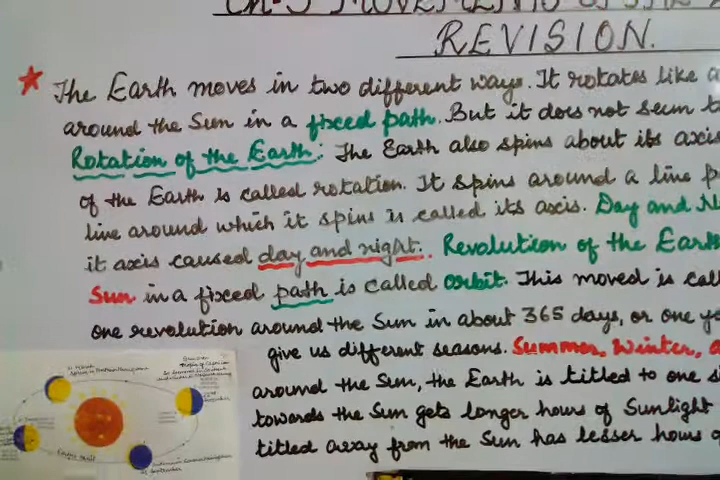 REVISION.
The Earth moves in two different ways. It rotates like a
around the Sun in a fixced path. But it does not seem t
Rotation of the Earth: The Earth also spins about its axis
of the Earth is called rotation. It spins around a line p
line around which it spins is called its axis. Day and N
it axis caused day and night. Revolution of the Eart
Sun in a fixced path is called orbit. This moved is call
one revolution around the Sun in about 365 days, or one ye
give us different seasons. Summer, Winter, a
around the Sun, the Earth is titled to one s
towards the Sun gets longer hours of Sunlight
titled away from the Sun has lesser hours o